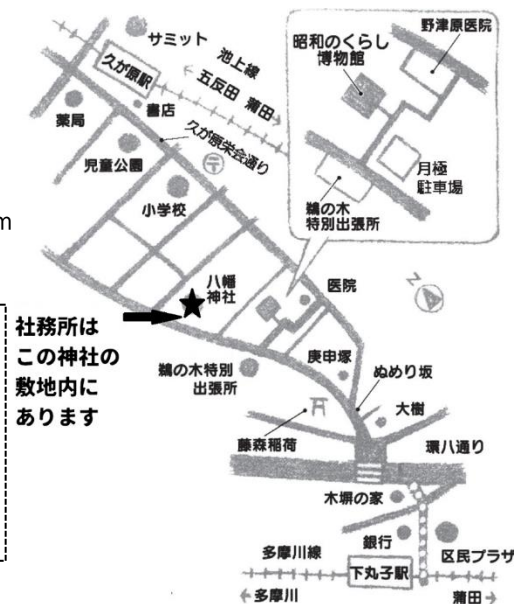 サミット
池上線
五反田 蒲田
久が原駅
書店
薬局
久が原栄会通り
児童公園
〒
小学校
野津原医院
昭和のくらし
博物館
月極
駐車場
鵜の木
特別出張所
m
八幡
神社
医院
N
社務所は
この神社の
敷地内に
あります
庚申塚
鵜の木特別
出張所
ぬめり坂
大樹
藤森稲荷
環八通り
木塀の家
銀行
区民プラザ
多摩川線
下丸子駅
多摩川
蒲田